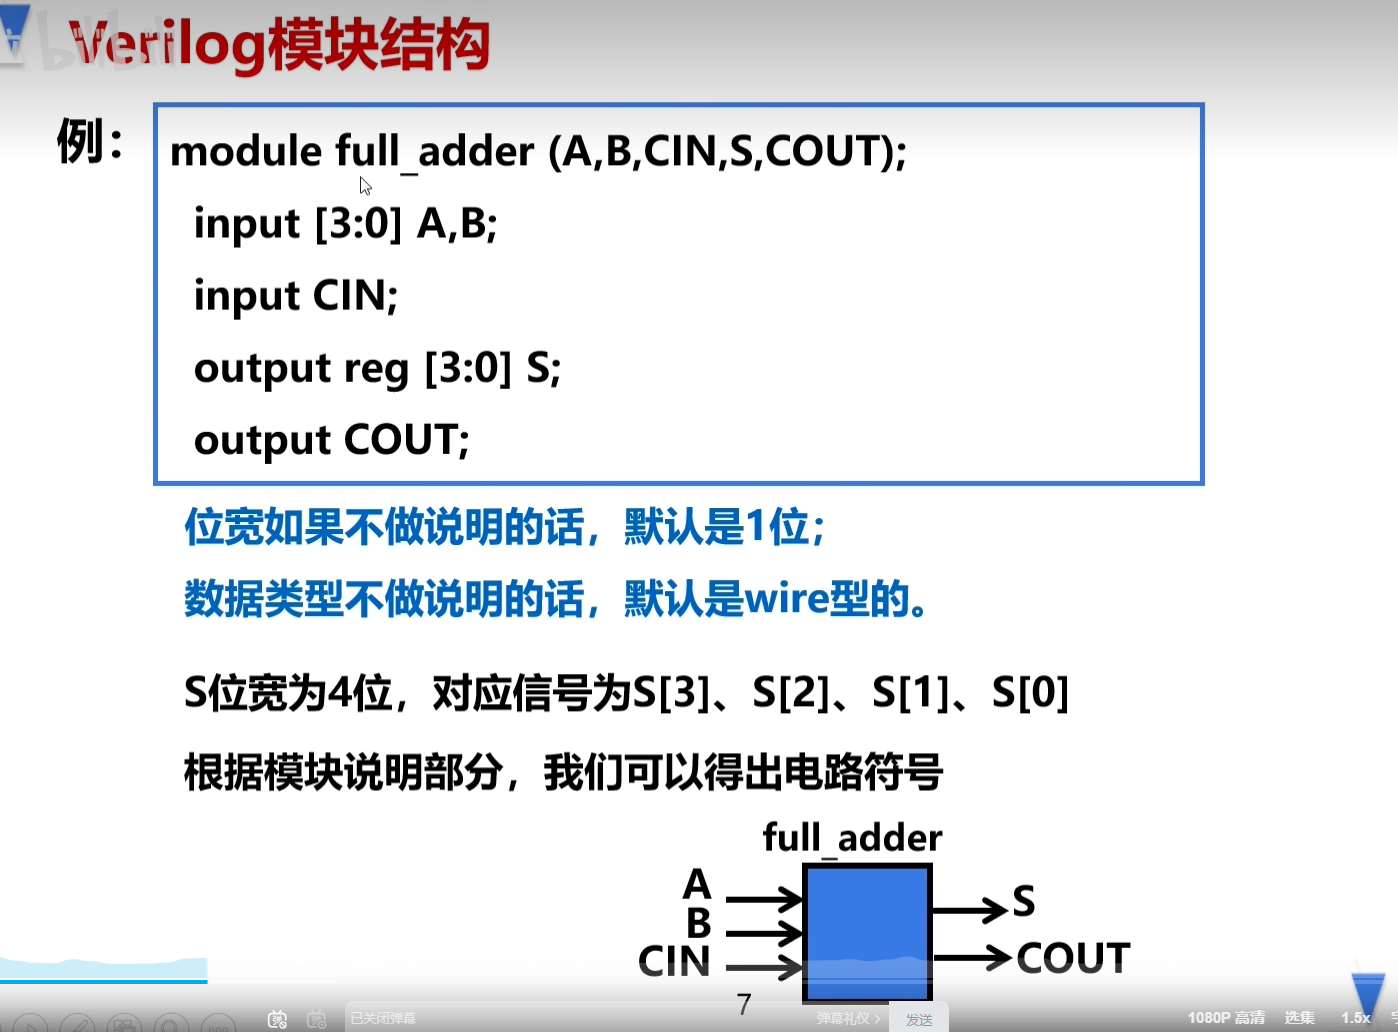 Verilog模块结构
例：
module full_adder (A,B,CIN,S,COUT);
input [3:0] A,B;
input CIN;
output reg [3:0] S;
output COUT;
位宽如果不做说明的话，默认是1位；
数据类型不做说明的话，默认是wire型的。
S位宽为4位，对应信号为S[3]、S[2]、S[1]、S[0]
根据模块说明部分，我们可以得出电路符号
full_adder
A
B
CIN
S
COUT
7
已关闭弹幕
弹幕礼仪 >
发送
1080P 高清
选集
1.5x